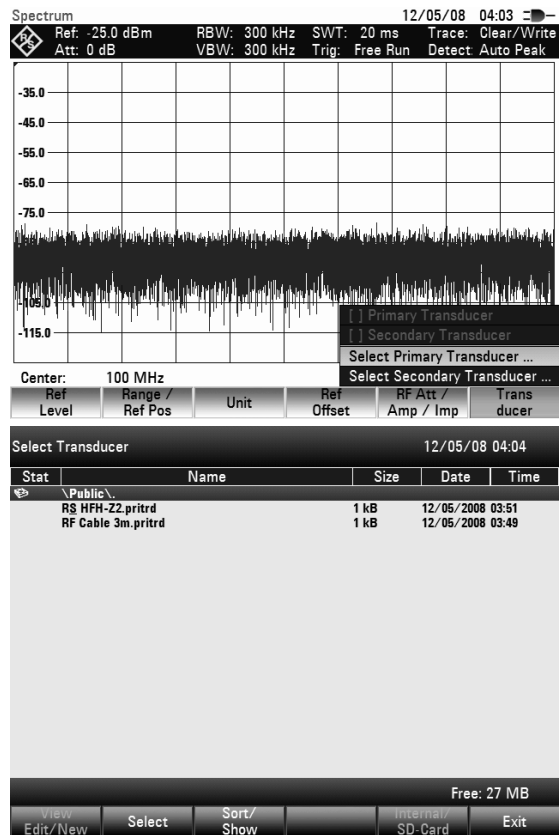 Spectrum 12/05/08 04:03
Ref: -25.0 dBm RBW: 300 kHz SWT: 20 ms Trace: Clear/Write
Att: 0 dB VBW: 300 kHz Trig: Free Run Detect: Auto Peak
-35.0
-45.0
-55.0
-65.0
-75.0
-105.0
-115.0
[ ] Primary Transducer
[ ] Secondary Transducer
Select Primary Transducer ...
Select Secondary Transducer ...
Center: 100 MHz
Ref Level
Range / Ref Pos
Unit
Ref Offset
RF Att / Amp / Imp
Trans ducer
Select Transducer 12/05/08 04:04
Stat Name Size Date Time
\Public\.
RS HFH-Z2.pritrd 1 kB 12/05/2008 03:51
RF Cable 3m.pritrd 1 kB 12/05/2008 03:49
Free: 27 MB
View Edit/New
Select
Sort/ Show
Internal/ SD-Card
Exit